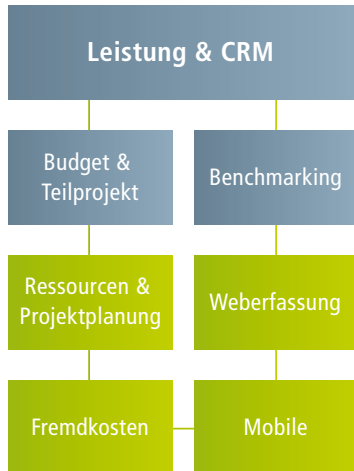 Leistung & CRM
Budget &
Teilprojekt
Benchmarking
Ressourcen &
Projektplanung
Weberfassung
Fremdkosten
Mobile